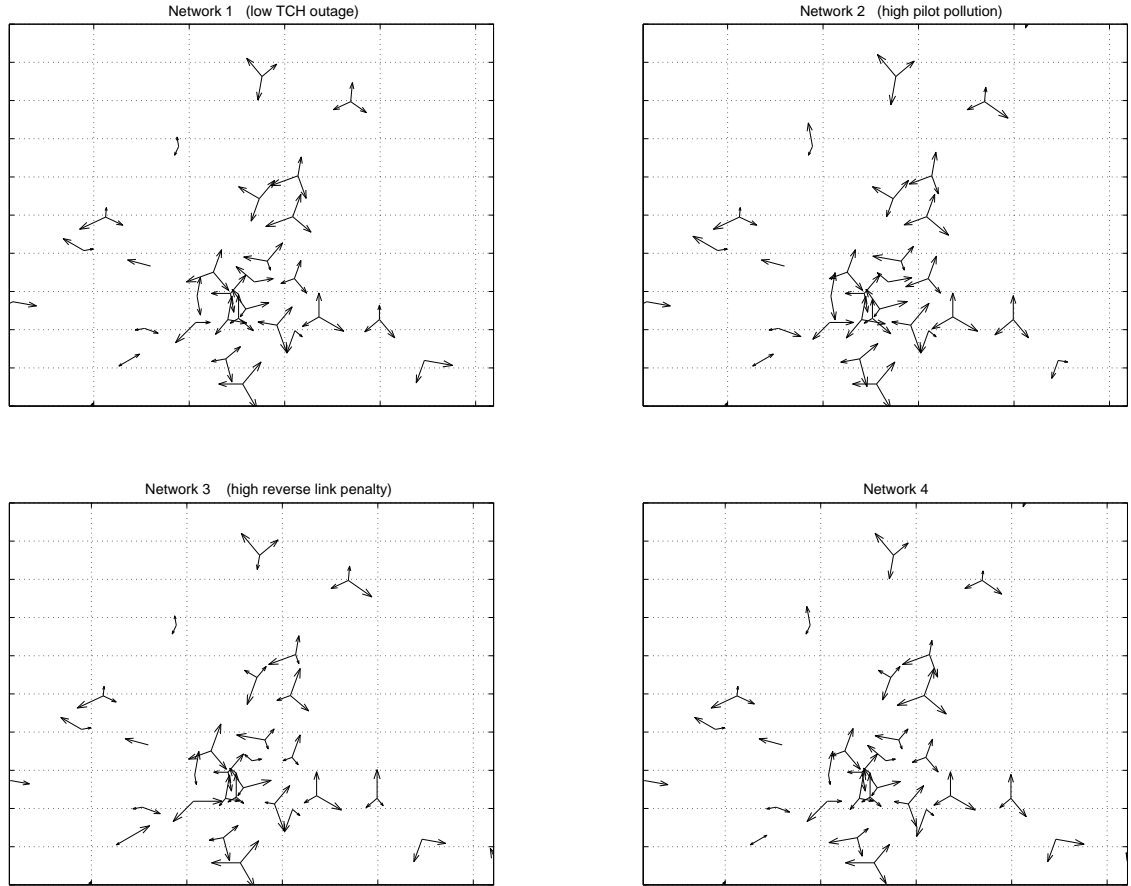 Network 1 (low TCH outage)
Network 2 (high pilot pollution)
Network 3 (high reverse link penalty)
Network 4